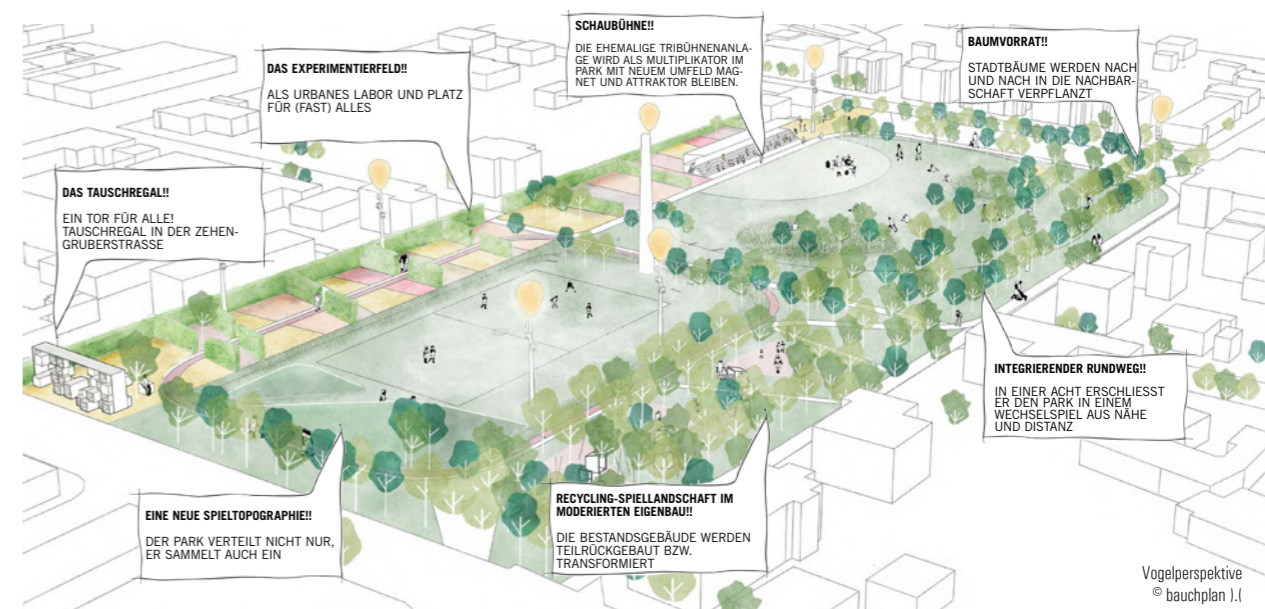 SCHAUBÜHNE!!
DIE EHEMALIGE TRIBÜHNENANLA-
GE WIRD ALS MULTIPLIKATOR IM
PARK MIT NEUEM UMFELD MAG-
NET UND ATTRAKTOR BLEIBEN.
BAUMVORRAT!!
STADTBÄUME WERDEN NACH
UND NACH IN DIE NACHBAR-
SCHAFT VERPFLANZT
DAS EXPERIMENTIERFELD!!
ALS URBANES LABOR UND PLATZ
FÜR (FAST) ALLES
DAS TAUSCHREGAL!!
EIN TOR FÜR ALLE!
TAUSCHREGAL IN DER ZEHEN-
GRUBERSTRASSE
INTEGRIERENDER RUNDWEG!!
IN EINER ACHT ERSCHLIESST
ER DEN PARK IN EINEM
WECHSELSPIEL AUS NÄHE
UND DISTANZ
EINE NEUE SPIELTOPOGRAPHIE!!
DER PARK VERTEILT NICHT NUR,
ER SAMMELT AUCH EIN
RECYCLING-SPIELLANDSCHAFT IM
MODERIERTEN EIGENBAU!!
DIE BESTANDSGEBÄUDE WERDEN
TEILRÜCKGEBAUT BZW.
TRANSFORMIERT
Vogelperspektive
© bauchplan ).(